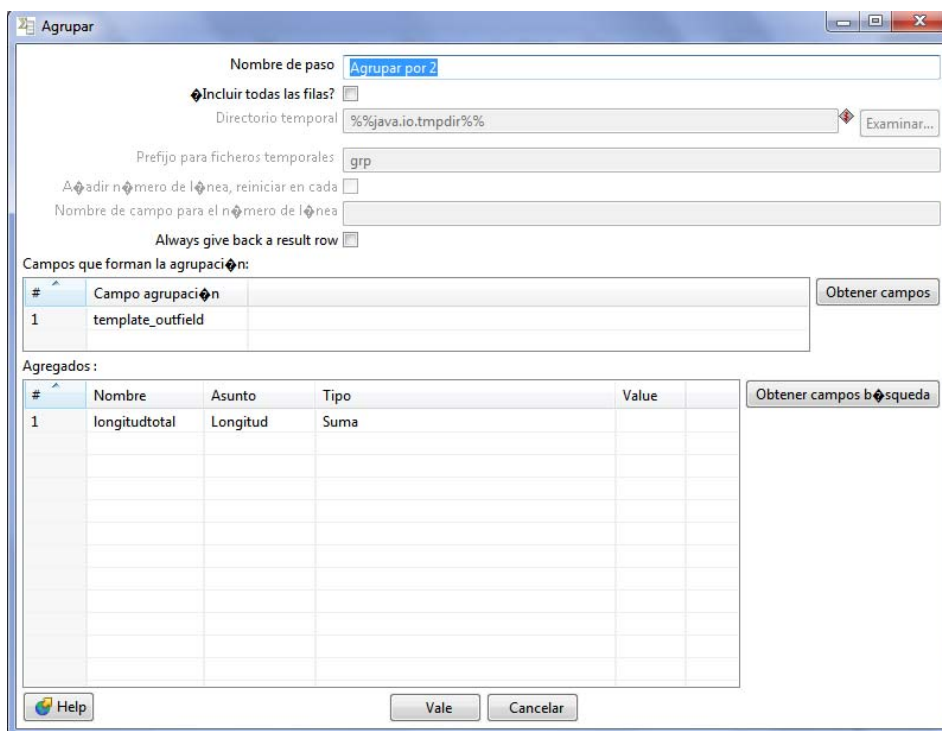 Agrupar
Nombre de paso Agrupar por 2
�Incluir todas las filas?
Directorio temporal %%java.io.tmpdir%% Examinar...
Prefijo para ficheros temporales grp
A�adir n�mero de l�nea, reiniciar en cada
Nombre de campo para el n�mero de l�nea
Always give back a result row
Campos que forman la agrupaci�n:
# Campo agrupaci�n Obtener campos
1 template_outfield
Agregados :
# Nombre Asunto Tipo Value Obtener campos b�squeda
1 longitudtotal Longitud Suma
Help Vale Cancelar